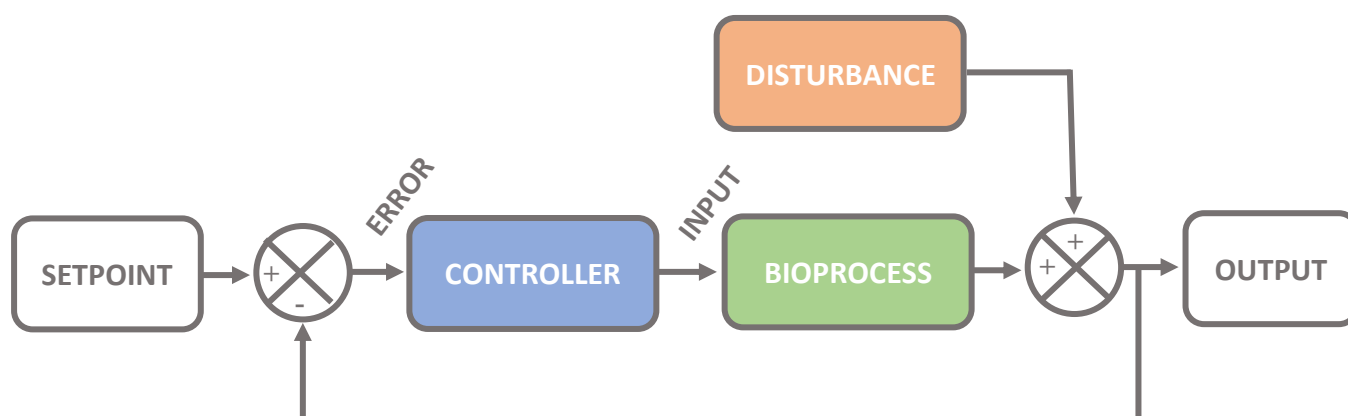 DISTURBANCE
ERROR
INPUT
+
+
+
-
SETPOINT
CONTROLLER
BIOPROCESS
OUTPUT